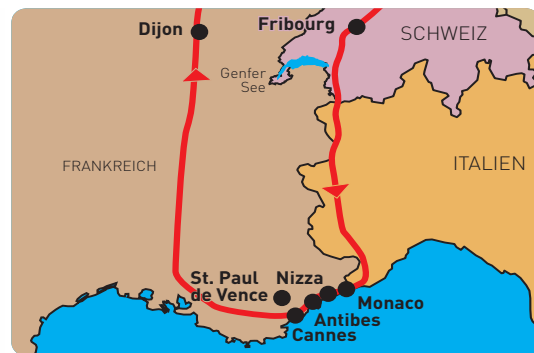 Dijon
Fribourg
SCHWEIZ
Genfer
See
FRANKREICH
ITALIEN
St. Paul
de Vence
Nizza
Monaco
Antibes
Cannes